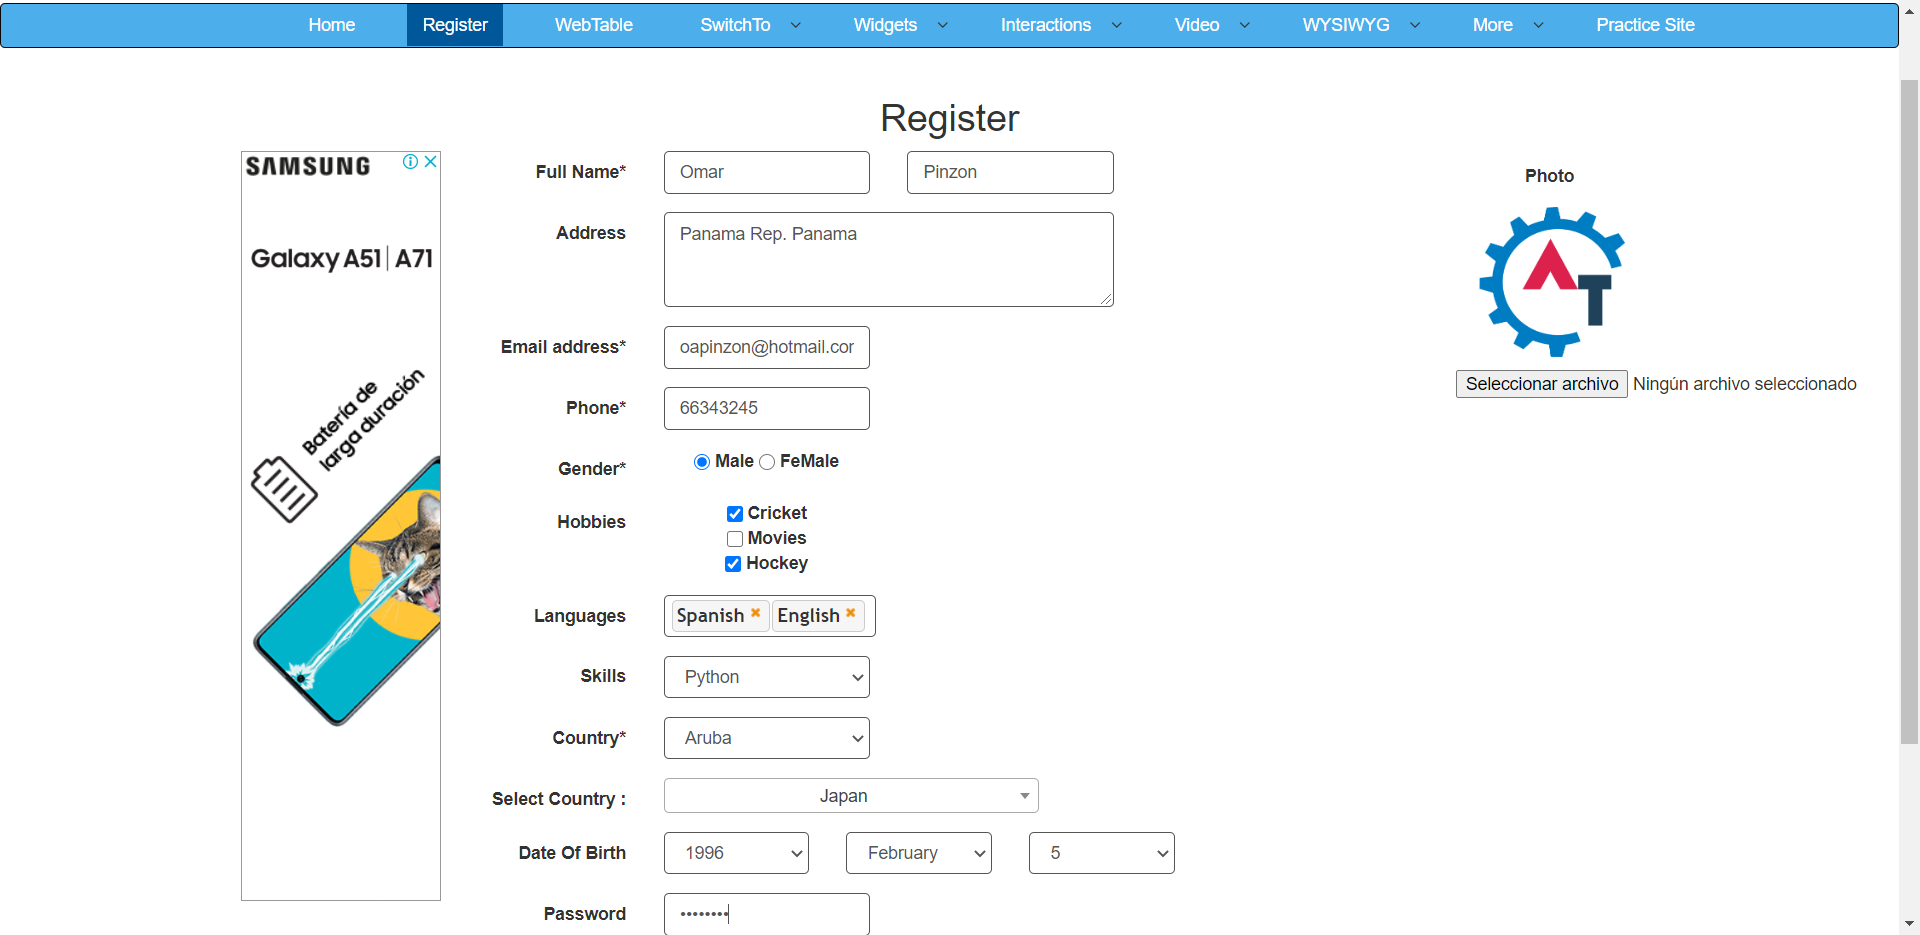 Home Register WebTable SwitchTo Widgets Interactions Video WYSIWYG More Practice Site
Register
SAMSUNG
Galaxy A51 | A71
Batería de
larga duración
Full Name* Omar Pinzon
Address Panama Rep. Panama
Email address* oapinzon@hotmail.cor
Phone* 66343245
Gender* Male FeMale
Hobbies Cricket
Movies
Hockey
Languages Spanish English
Skills Python
Country* Aruba
Select Country : Japan
Date Of Birth 1996 February 5
Password ••••••••
Photo
AT
Seleccionar archivo Ningún archivo seleccionado